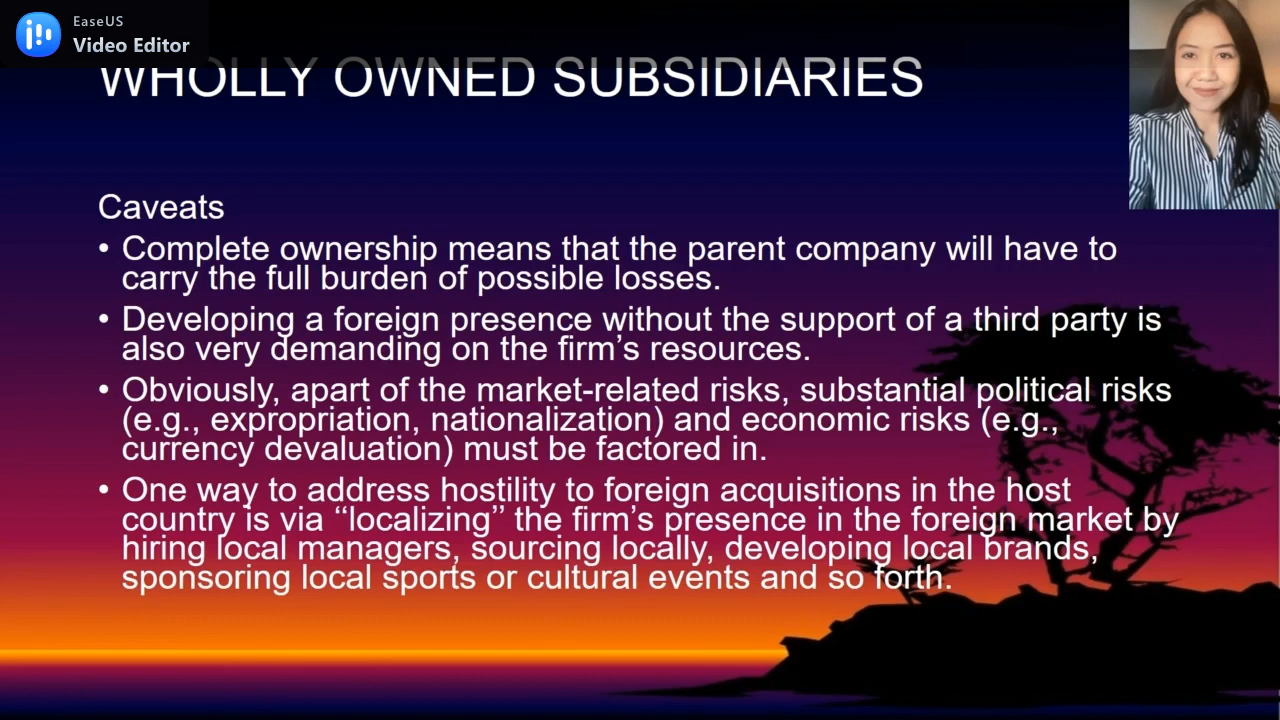 EaseUS
Video Editor
WHOLLY OWNED SUBSIDIARIES
Caveats
• Complete ownership means that the parent company will have to
carry the full burden of possible losses.
• Developing a foreign presence without the support of a third party is
also very demanding on the firm’s resources.
• Obviously, apart of the market-related risks, substantial political risks
(e.g., expropriation, nationalization) and economic risks (e.g.,
currency devaluation) must be factored in.
• One way to address hostility to foreign acquisitions in the host
country is via ‘‘localizing’’ the firm’s presence in the foreign market by
hiring local managers, sourcing locally, developing local brands,
sponsoring local sports or cultural events and so forth.